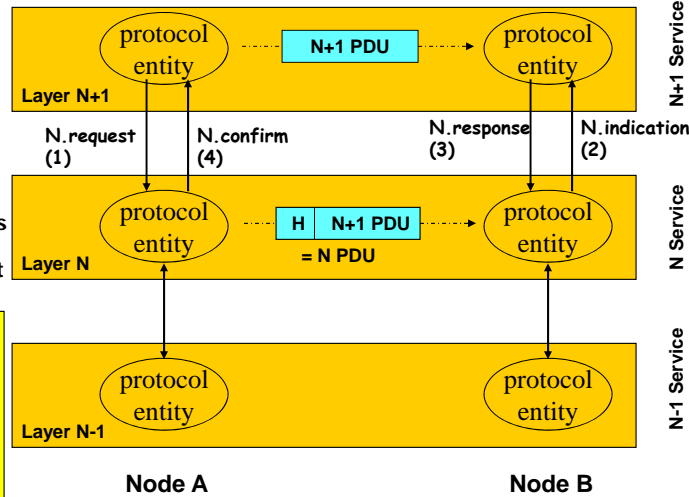 protocol entity
N+1 PDU
protocol entity
Layer N+1
N+1 Service
N.request
(1)
N.confirm
(4)
N.response
(3)
N.indication
(2)
s
t
protocol entity
H N+1 PDU
= N PDU
protocol entity
Layer N
N Service
protocol entity
protocol entity
Layer N-1
N-1 Service
Node A
Node B